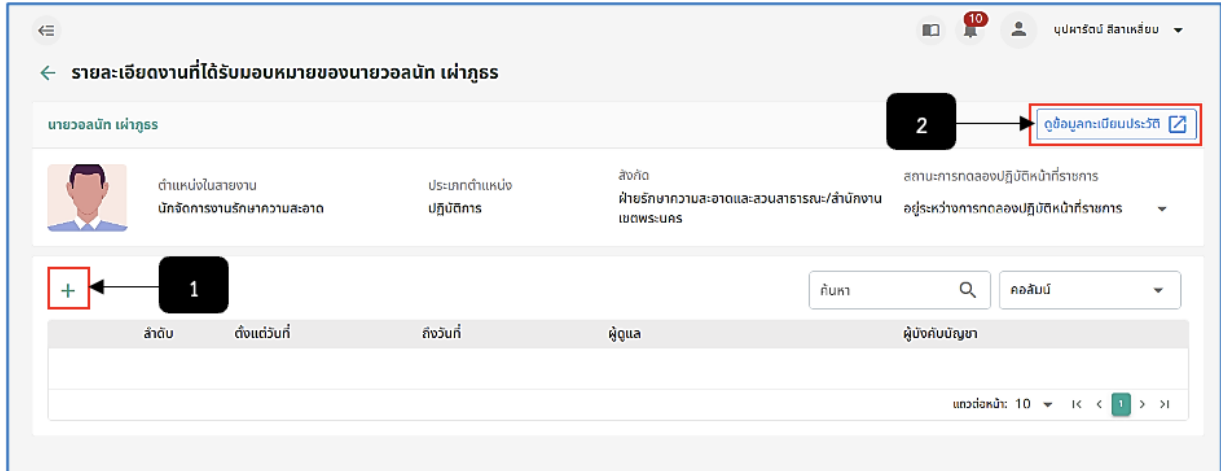 10
บุปผารัตน์ ลีลาเหลี่ยม
รายละเอียดงานที่ได้รับมอบหมายของนายวอลนัท เผ่าภูธร
นายวอลนัท เผ่าภูธร
2
ดูข้อมูลทะเบียนประวัติ
ตำแหน่งในสายงาน
นักจัดการงานรักษาความสะอาด
ประเภทตำแหน่ง
ปฏิบัติการ
สังกัด
ฝ่ายรักษาความสะอาดและสวนสาธารณะ/สำนักงาน
เขตพระนคร
สถานะการทดลองปฏิบัติหน้าที่ราชการ
อยู่ระหว่างการทดลองปฏิบัติหน้าที่ราชการ
1
ค้นหา
คอลัมน์
ลำดับ ตั้งแต่วันที่ ถึงวันที่ ผู้ดูแล ผู้บังคับบัญชา
แถวต่อหน้า: 10
1